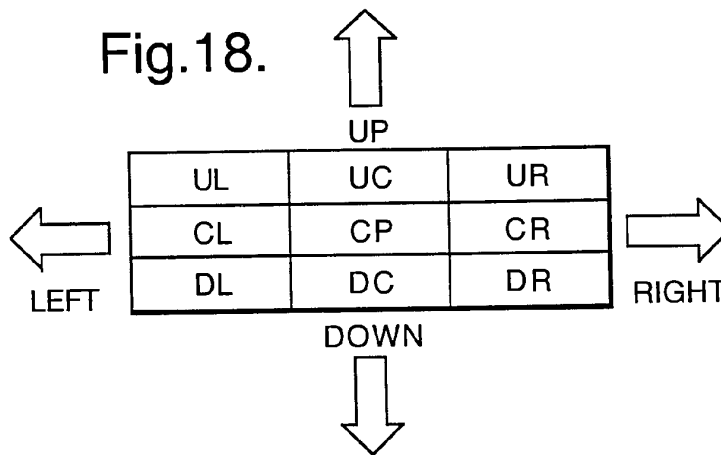 Fig.18.
UP
UL UC UR
CL CP CR
DL DC DR
LEFT RIGHT
DOWN